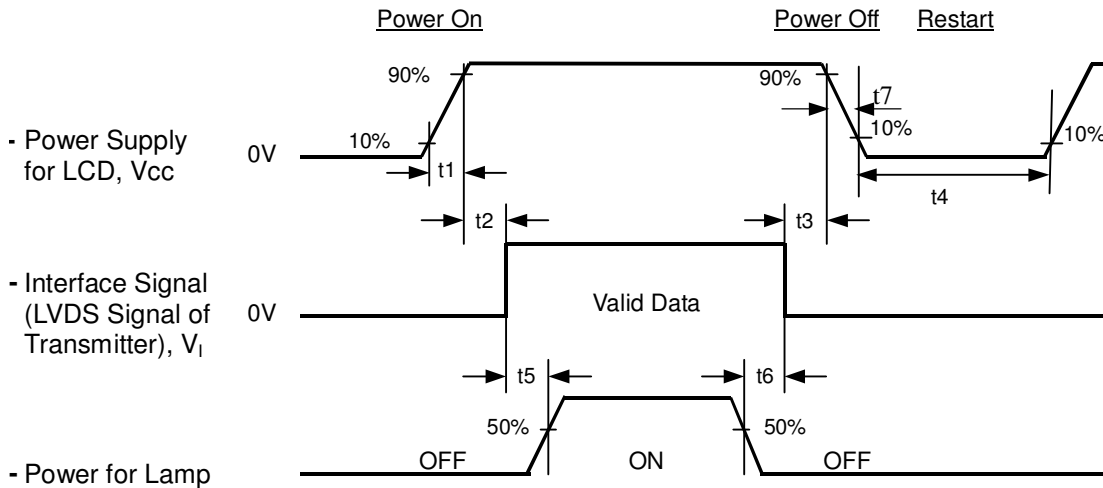 Power On
Power Off
Restart
90%
90%
t7
- Power Supply
for LCD, Vcc
0V
10%
10%
10%
t1
t4
t2
t3
- Interface Signal
(LVDS Signal of
Transmitter), VI
0V
Valid Data
t5
t6
50%
50%
- Power for Lamp
OFF
ON
OFF